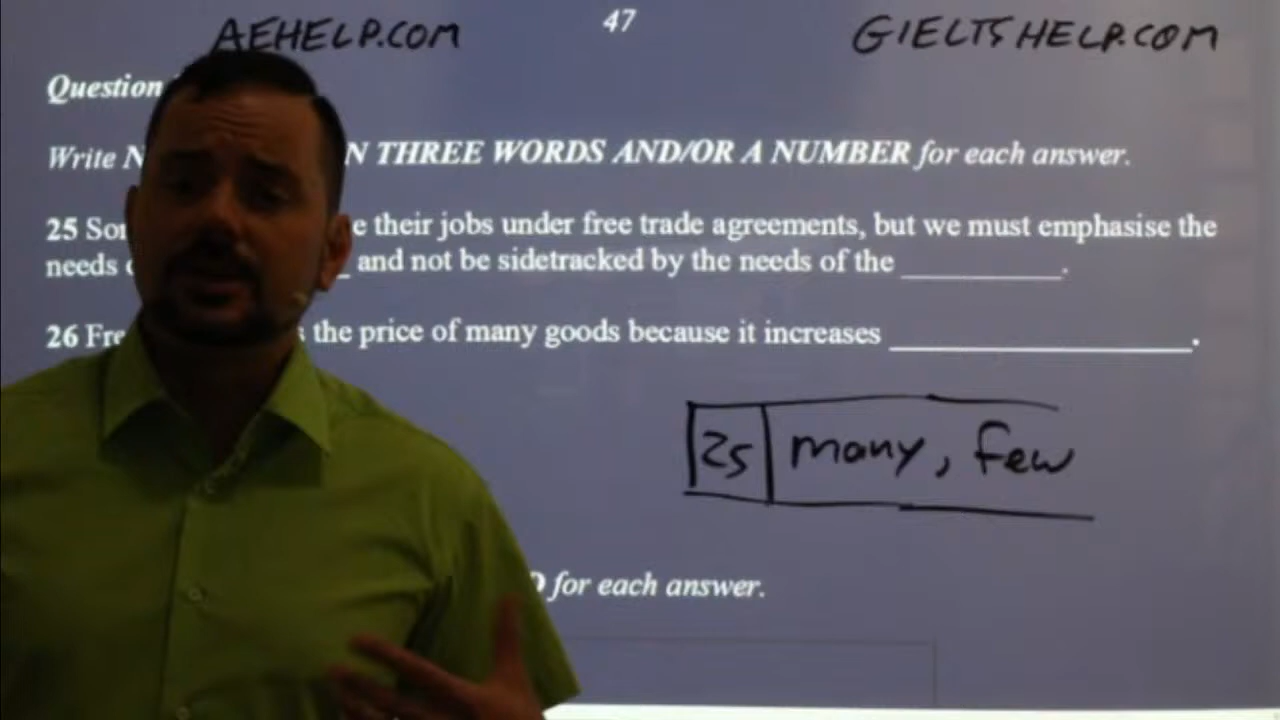 47
AEHELP.COM GIELTSHELP.COM
Question
Write N THREE WORDS AND/OR A NUMBER for each answer.
25 their jobs under free trade agreements, but we must emphasise the
needs and not be sidetracked by the needs of the __________.
26 the price of many goods because it increases __________________.
25 many, few
for each answer.